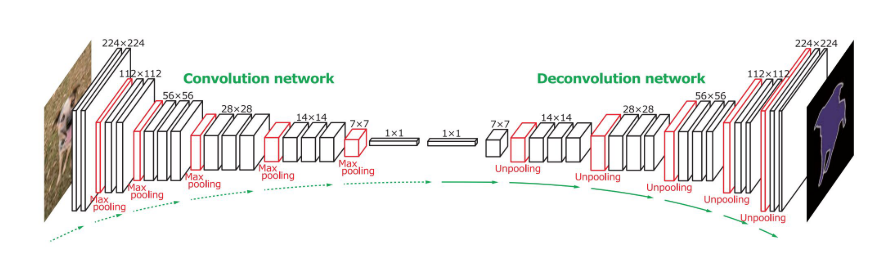 224×224
112×112
56×56
Convolution network
28×28
14×14
7×7
1×1
1×1
7×7
14×14
Deconvolution network
28×28
56×56
112×112
224×224
Max
pooling
Max
pooling
Max
pooling
Max
pooling
Max
pooling
Unpooling
Unpooling
Unpooling
Unpooling
Unpooling